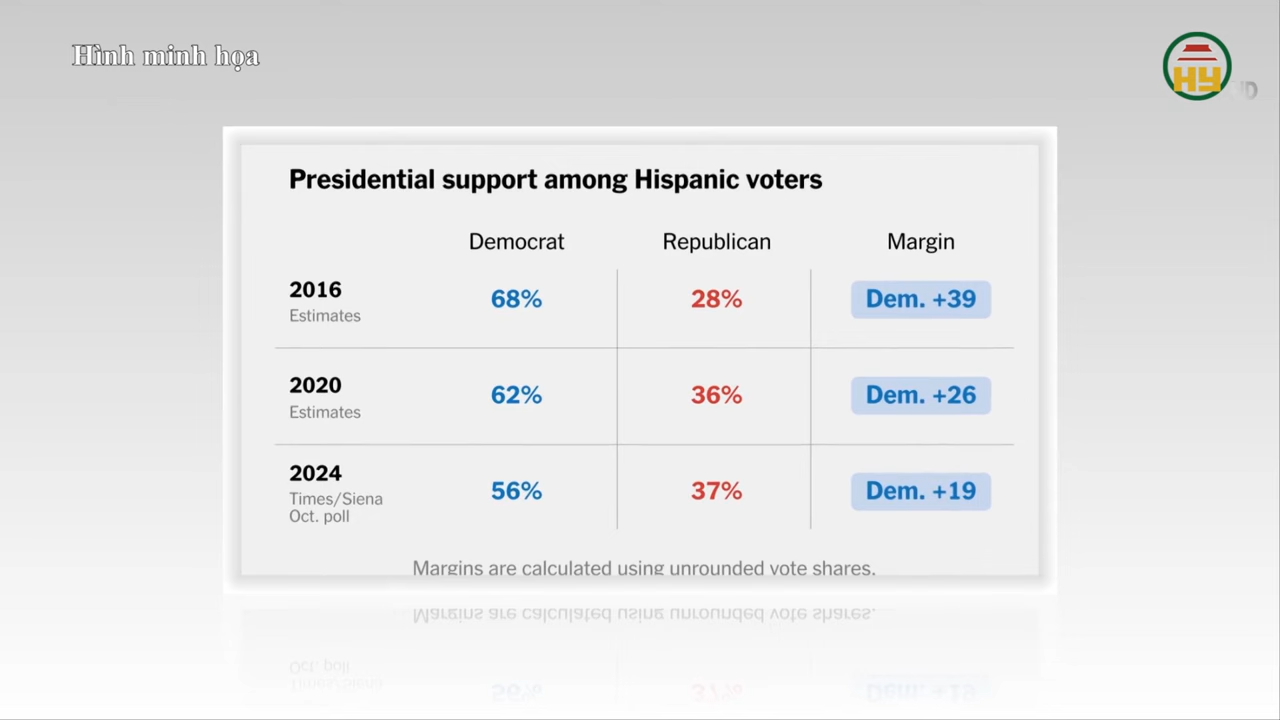 Hình minh họa
HY
Presidential support among Hispanic voters
Democrat Republican Margin
2016 68% 28% Dem. +39
Estimates
2020 62% 36% Dem. +26
Estimates
2024 56% 37% Dem. +19
Times/Siena
Oct. poll
Margins are calculated using unrounded vote shares.